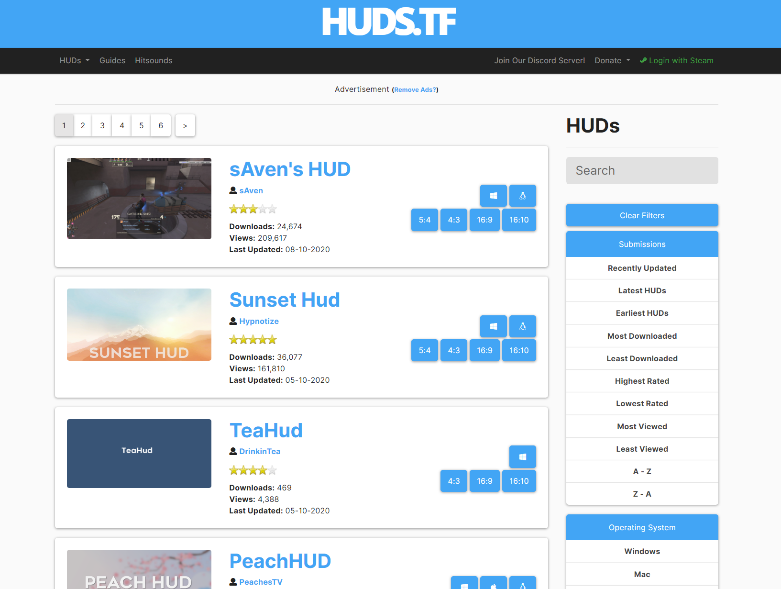 HUDS.TF
HUDs Guides Hitsounds Join Our Discord Server! Donate Login with Steam
Advertisement (Remove Ads?)
1 2 3 4 5 6 >
HUDs
Search
Clear Filters
Submissions
Recently Updated
Latest HUDs
Earliest HUDs
Most Downloaded
Least Downloaded
Highest Rated
Lowest Rated
Most Viewed
Least Viewed
A - Z
Z - A
Operating System
Windows
Mac
sAven's HUD
sAven
5:4 4:3 16:9 16:10
Downloads: 24,674
Views: 209,617
Last Updated: 08-10-2020
SUNSET HUD
Sunset Hud
Hypnotize
5:4 4:3 16:9 16:10
Downloads: 36,077
Views: 161,810
Last Updated: 05-10-2020
TeaHud
TeaHud
DrinkinTea
4:3 16:9 16:10
Downloads: 469
Views: 4,388
Last Updated: 05-10-2020
PEACH HUD
PeachHUD
PeachesTV